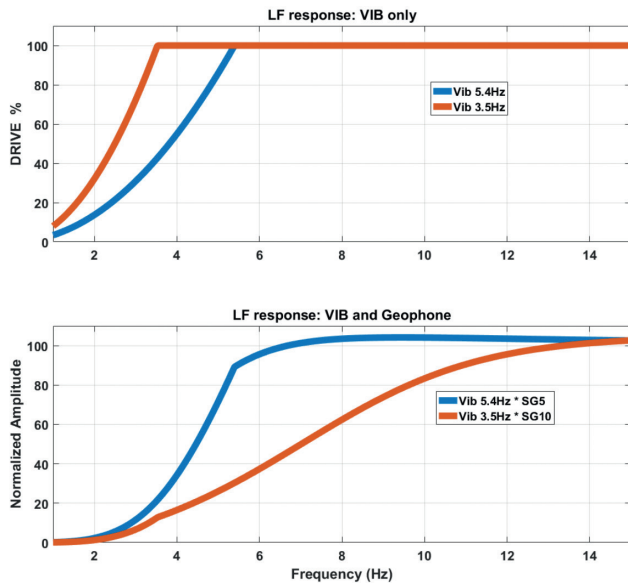 LF response: VIB only
DRIVE %
100
80
60
40
20
0
Vib 5.4Hz
Vib 3.5Hz
2 4 6 8 10 12 14
LF response: VIB and Geophone
Normalized Amplitude
100
80
60
40
20
0
Vib 5.4Hz * SG5
Vib 3.5Hz * SG10
2 4 6 8 10 12 14
Frequency (Hz)